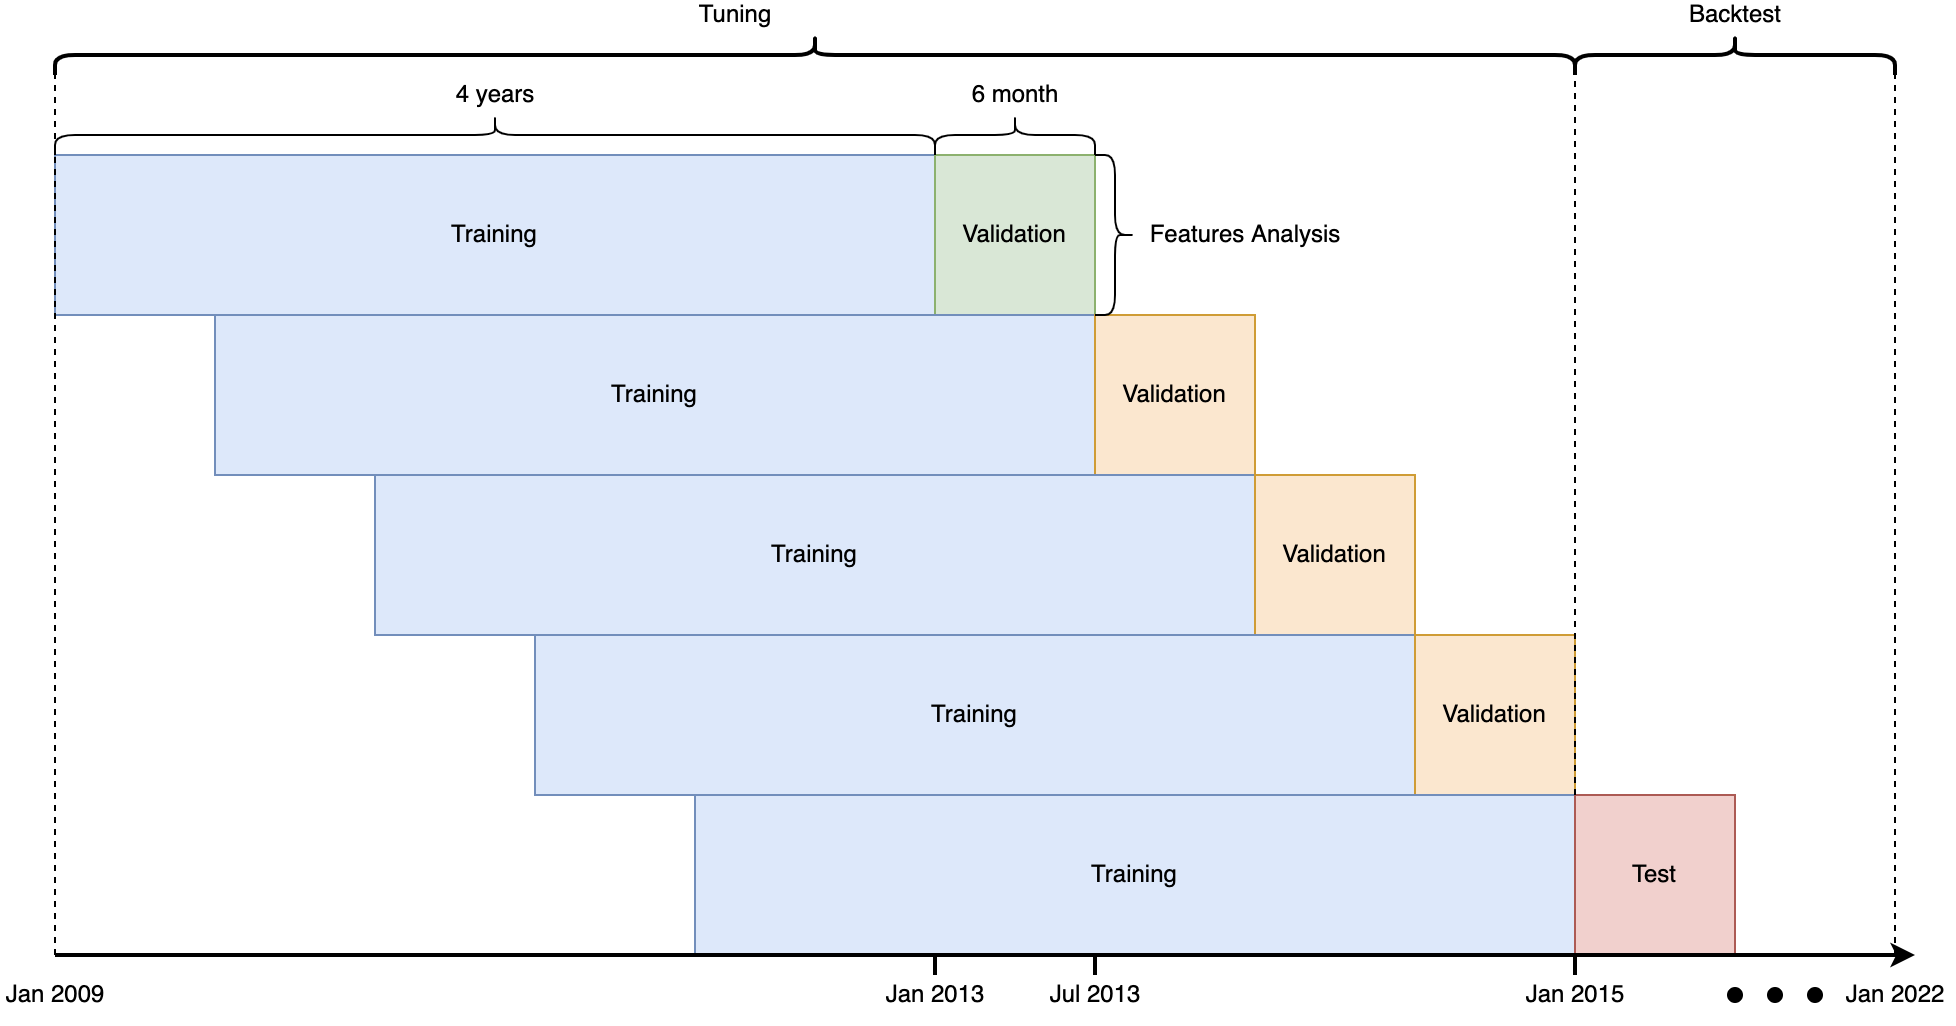 Tuning
Backtest
4 years
6 month
Training
Validation
Features Analysis
Training
Validation
Training
Validation
Training
Validation
Training
Test
Jan 2009
Jan 2013
Jul 2013
Jan 2015
Jan 2022